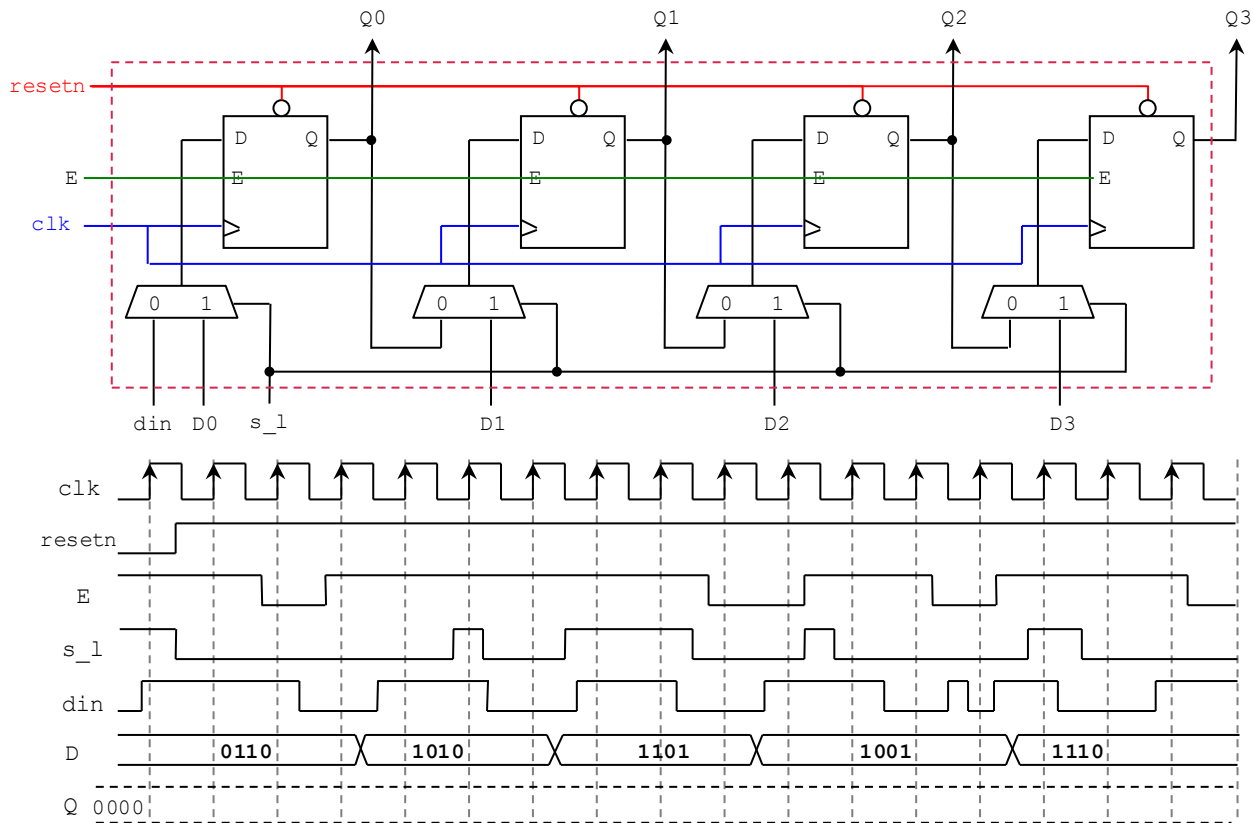 Q0 Q1 Q2 Q3
resetn
D Q D Q D Q D Q
E E E E E
clk
0 1 0 1 0 1 0 1
din D0 s_l D1 D2 D3
clk
resetn
E
s_l
din
D 0110 1010 1101 1001 1110
Q 0000